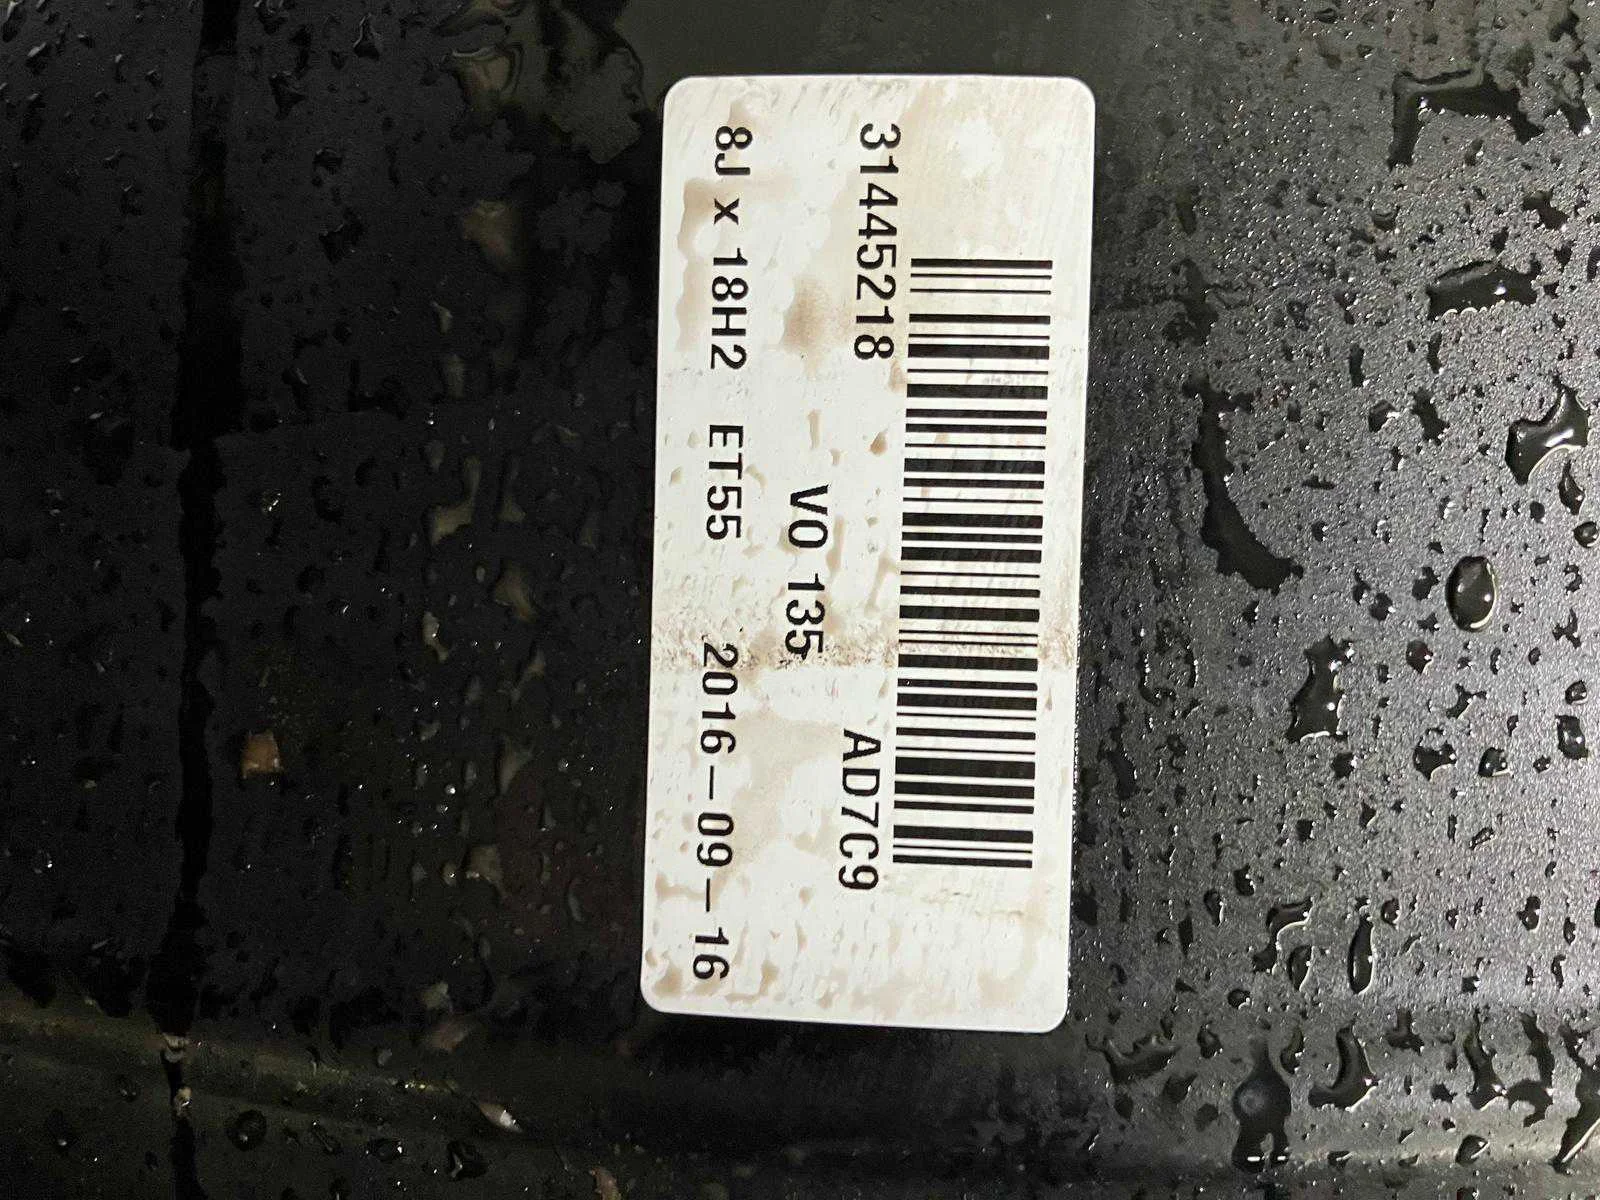 31445218 AD7C9
VO 135
8J x 18H2 ET55 2016-09-16